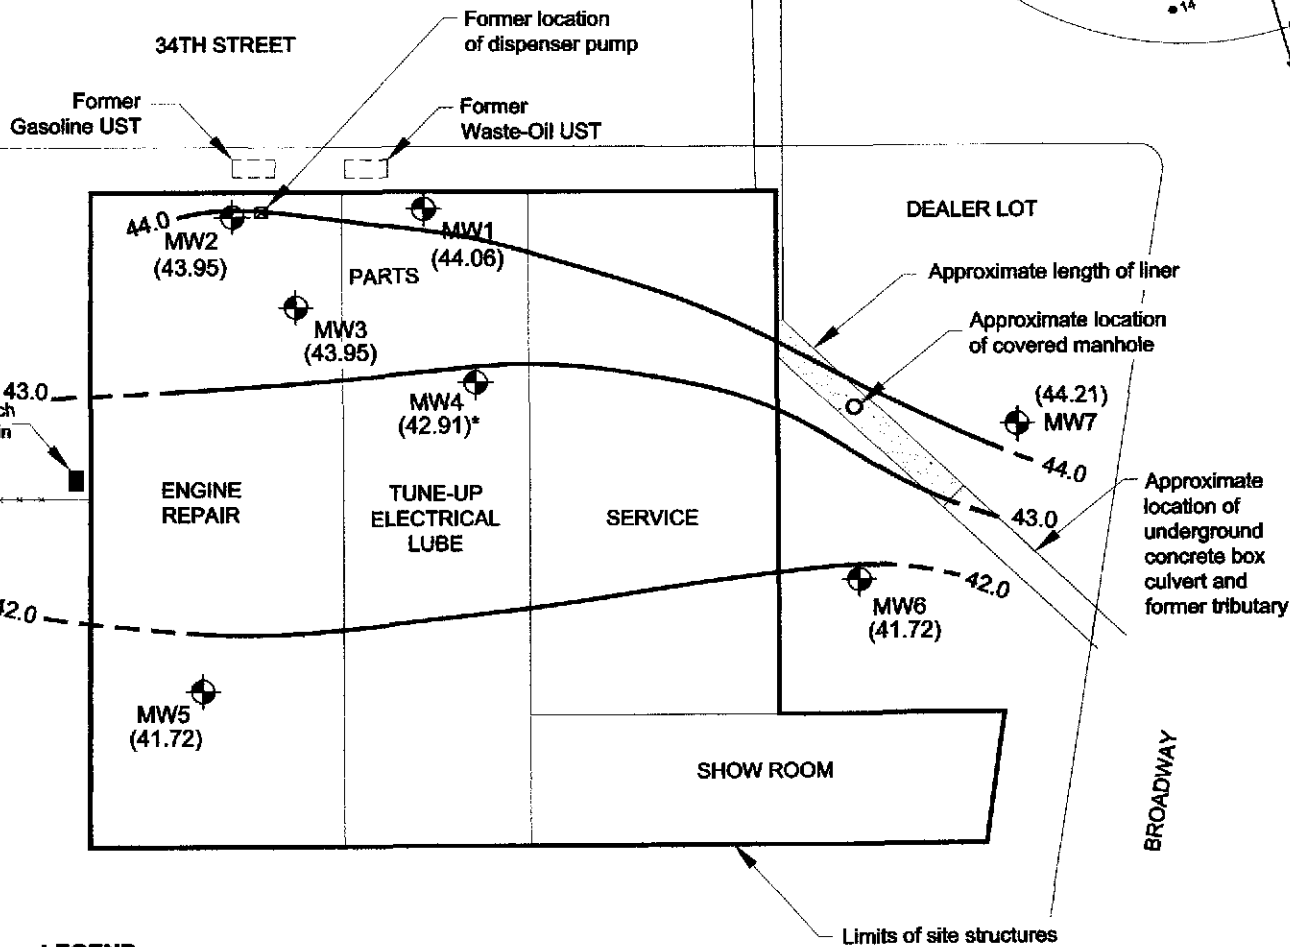 Former location
of dispenser pump
14
34TH STREET
Former
Gasoline UST
Former
Waste-Oil UST
DEALER LOT
44.0
MW2
(43.95)
MW1
(44.06)
PARTS
Approximate length of liner
Approximate location
of covered manhole
MW3
(43.95)
43.0
ch
in
MW4
(42.91)*
(44.21)
MW7
44.0
43.0
Approximate
location of
underground
concrete box
culvert and
former tributary
ENGINE
REPAIR
TUNE-UP
ELECTRICAL
LUBE
SERVICE
2.0
42.0
MW6
(41.72)
MW5
(41.72)
SHOW ROOM
BROADWAY
Limits of site structures